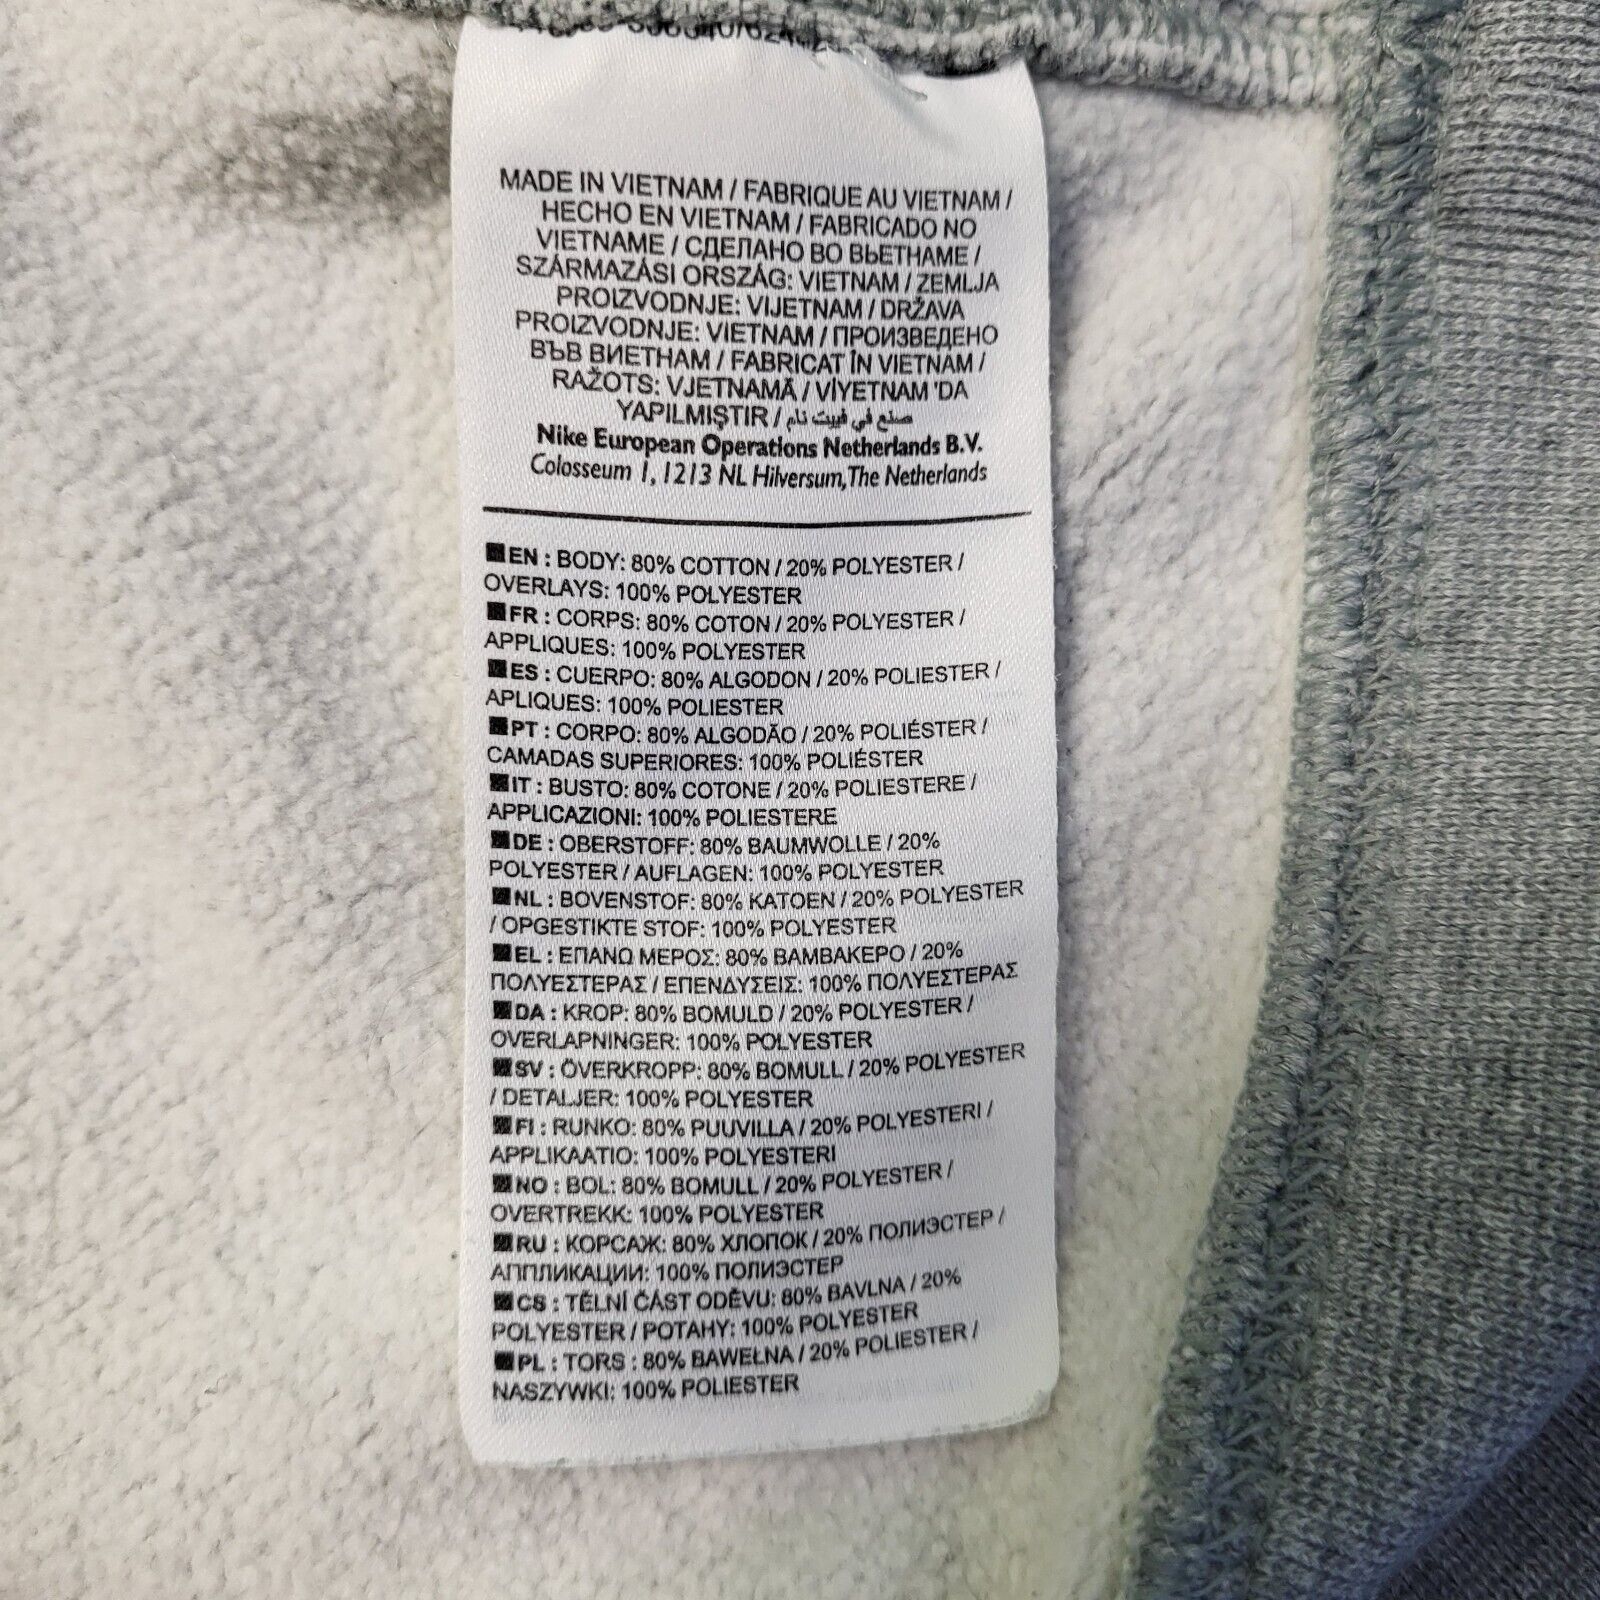 MADE IN VIETNAM / FABRIQUE AU VIETNAM /
HECHO EN VIETNAM / FABRICADO NO
VIETNAME / СДЕЛАНО ВО ВЬЕТНАМЕ /
SZÁRMAZÁSI ORSZÁG: VIETNAM / ZEMLJA
PROIZVODNJE: VIJETNAM / DRŽAVA
PROIZVODNJE: VIETNAM / ПРОИЗВЕДЕНО
ВЪВ ВИЕТНАМ / FABRICAT ÎN VIETNAM /
RAŽOTS: VJETNAMĀ / VİYETNAM 'DA
YAPILMIŞTIR / صنع في فييت نام
Nike European Operations Netherlands B.V.
Colosseum 1, 1213 NL Hilversum, The Netherlands
EN : BODY: 80% COTTON / 20% POLYESTER /
OVERLAYS: 100% POLYESTER
FR : CORPS: 80% COTON / 20% POLYESTER /
APPLIQUES: 100% POLYESTER
ES : CUERPO: 80% ALGODON / 20% POLIESTER /
APLIQUES: 100% POLIESTER
PT : CORPO: 80% ALGODÃO / 20% POLIÉSTER /
CAMADAS SUPERIORES: 100% POLIÉSTER
IT : BUSTO: 80% COTONE / 20% POLIESTERE /
APPLICAZIONI: 100% POLIESTERE
DE : OBERSTOFF: 80% BAUMWOLLE / 20%
POLYESTER / AUFLAGEN: 100% POLYESTER
NL : BOVENSTOF: 80% KATOEN / 20% POLYESTER
/ OPGESTIKTE STOF: 100% POLYESTER
EL : ΕΠΑΝΩ ΜΕΡΟΣ: 80% ΒΑΜΒΑΚΕΡΟ / 20%
ΠΟΛΥΕΣΤΕΡΑΣ / ΕΠΕΝΔΥΣΕΙΣ: 100% ΠΟΛΥΕΣΤΕΡΑΣ
DA : KROP: 80% BOMULD / 20% POLYESTER /
OVERLAPNINGER: 100% POLYESTER
SV : ÖVERKROPP: 80% BOMULL / 20% POLYESTER
/ DETALJER: 100% POLYESTER
FI : RUNKO: 80% PUUVILLA / 20% POLYESTERI /
APPLIKAATIO: 100% POLYESTERI
NO : BOL: 80% BOMULL / 20% POLYESTER /
OVERTREKK: 100% POLYESTER
RU : КОРСАЖ: 80% ХЛОПОК / 20% ПОЛИЭСТЕР /
АППЛИКАЦИИ: 100% ПОЛИЭСТЕР
CS : TĚLNÍ ČÁST ODĚVU: 80% BAVLNA / 20%
POLYESTER / POTAHY: 100% POLYESTER
PL : TORS : 80% BAWEŁNA / 20% POLIESTER /
NASZYWKI: 100% POLIESTER